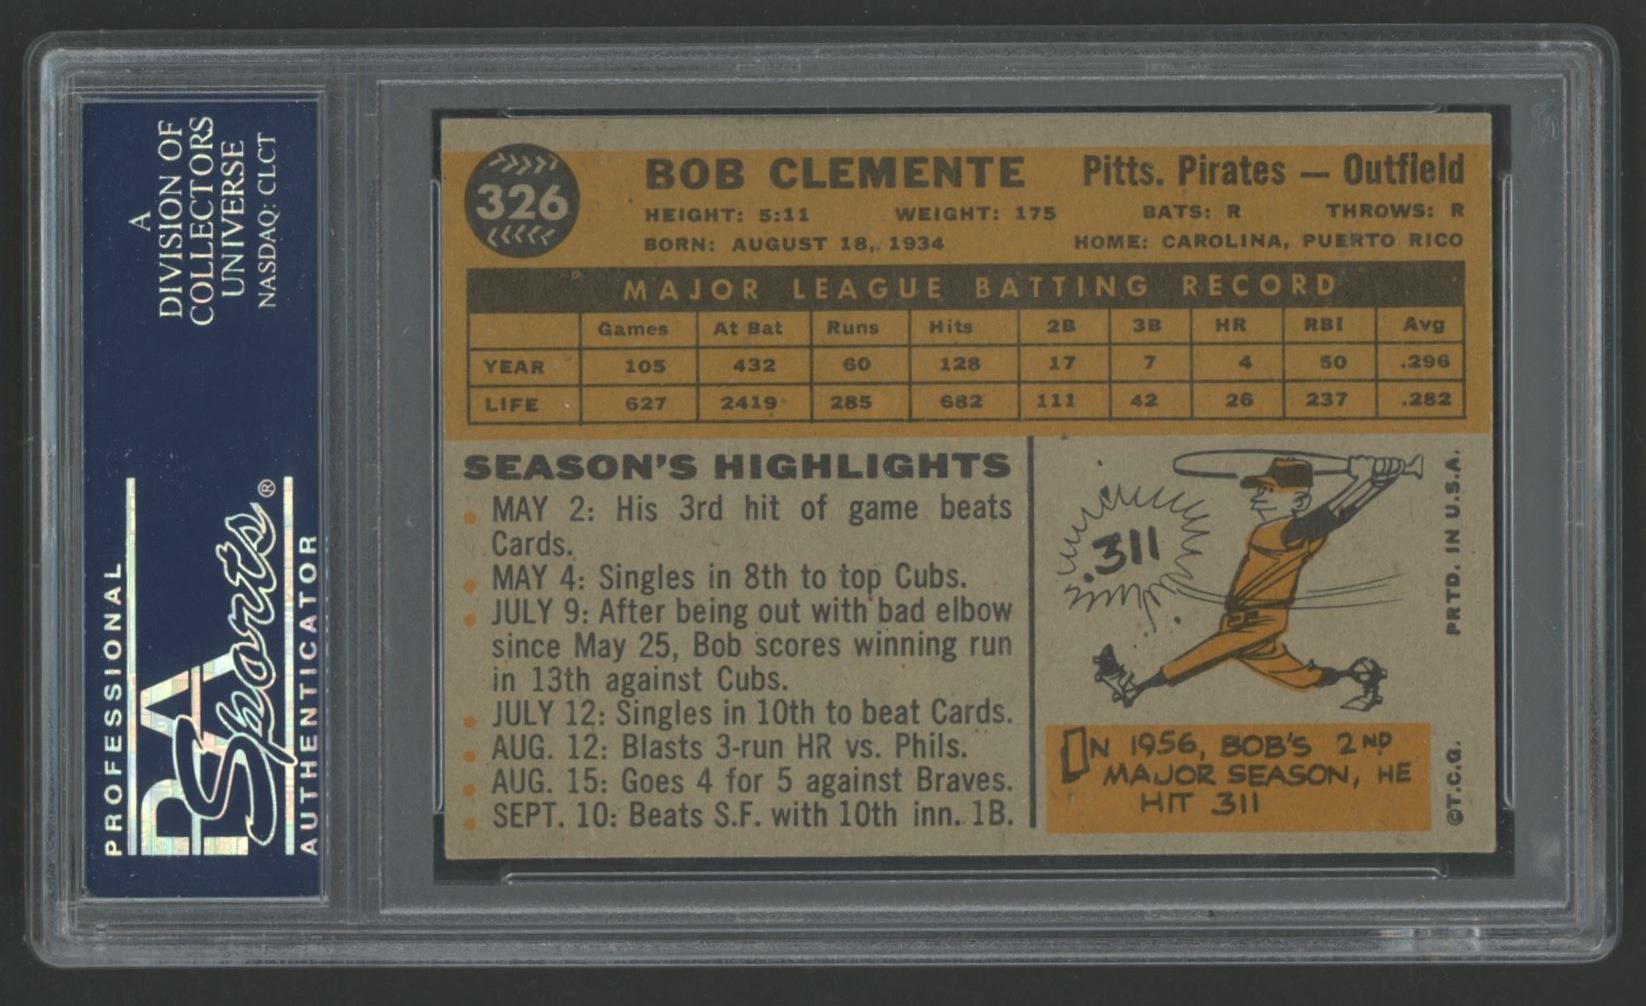 A
DIVISION OF
COLLECTORS
UNIVERSE
NASDAQ: CLCT
PROFESSIONAL
PSA
Sports®
AUTHENTICATOR
326
BOB CLEMENTE Pitts. Pirates — Outfield
HEIGHT: 5:11 WEIGHT: 175 BATS: R THROWS: R
BORN: AUGUST 18, 1934 HOME: CAROLINA, PUERTO RICO
MAJOR LEAGUE BATTING RECORD
Games At Bat Runs Hits 2B 3B HR RBI Avg
YEAR 105 432 60 128 17 7 4 50 .296
LIFE 627 2419 285 682 111 42 26 237 .282
SEASON'S HIGHLIGHTS
• MAY 2: His 3rd hit of game beats
Cards.
• MAY 4: Singles in 8th to top Cubs.
• JULY 9: After being out with bad elbow
since May 25, Bob scores winning run
in 13th against Cubs.
• JULY 12: Singles in 10th to beat Cards.
• AUG. 12: Blasts 3-run HR vs. Phils.
• AUG. 15: Goes 4 for 5 against Braves.
• SEPT. 10: Beats S.F. with 10th inn. 1B.
.311
IN 1956, BOB'S 2ND
MAJOR SEASON, HE
HIT 311
©T.C.G. PRTD. IN U.S.A.